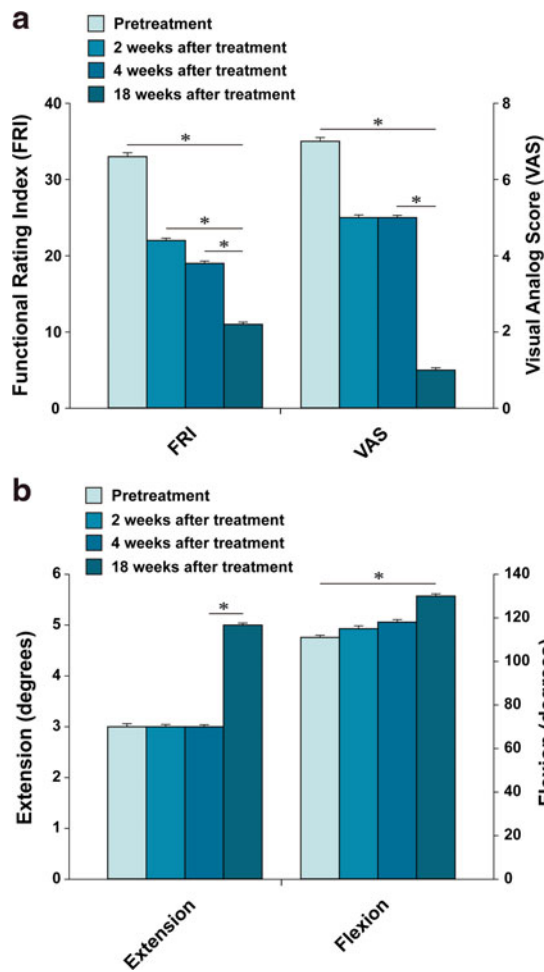 a
Pretreatment
2 weeks after treatment
4 weeks after treatment
18 weeks after treatment
Functional Rating Index (FRI)
40
30
20
10
0
*
*
*
*
*
8
6
4
2
0
Visual Analog Score (VAS)
FRI
VAS
b
Pretreatment
2 weeks after treatment
4 weeks after treatment
18 weeks after treatment
Extension (degrees)
6
5
4
3
2
1
0
*
*
140
120
100
80
60
40
20
0
Flexion (degrees)
Extension
Flexion